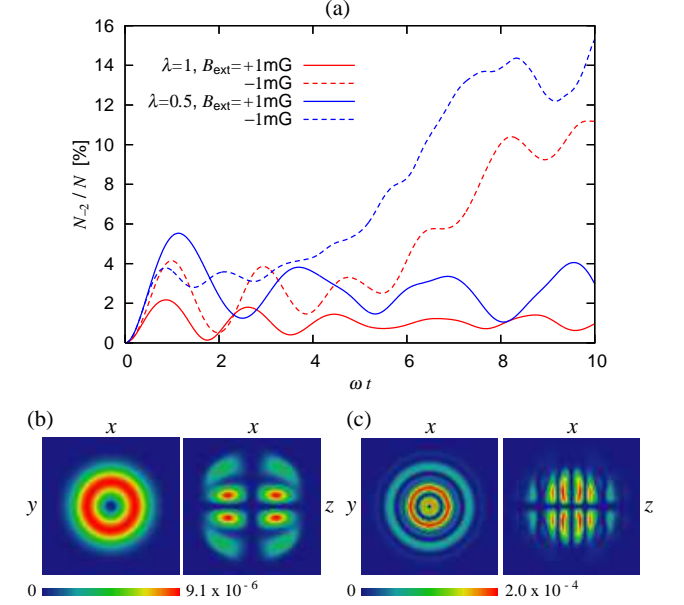 (a)
16
14
12
10
8
6
4
2
0
N₋₂ / N [%]
λ=1, Bext=+1mG
−1mG
λ=0.5, Bext=+1mG
−1mG
0 2 4 6 8 10
ω t
(b) x x (c) x x
y z y z
0 9.1 x 10⁻⁶ 0 2.0 x 10⁻⁴